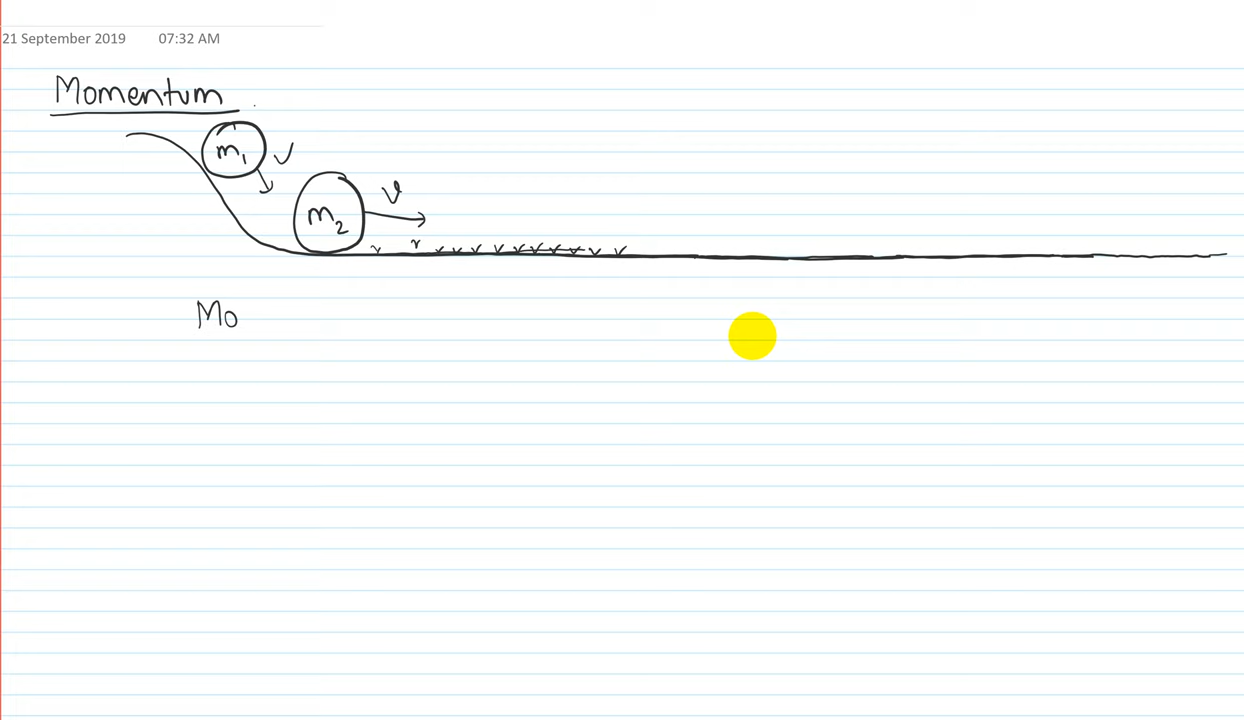 21 September 2019 07:32 AM
Momentum
m₁ v
m₂ v
Mo